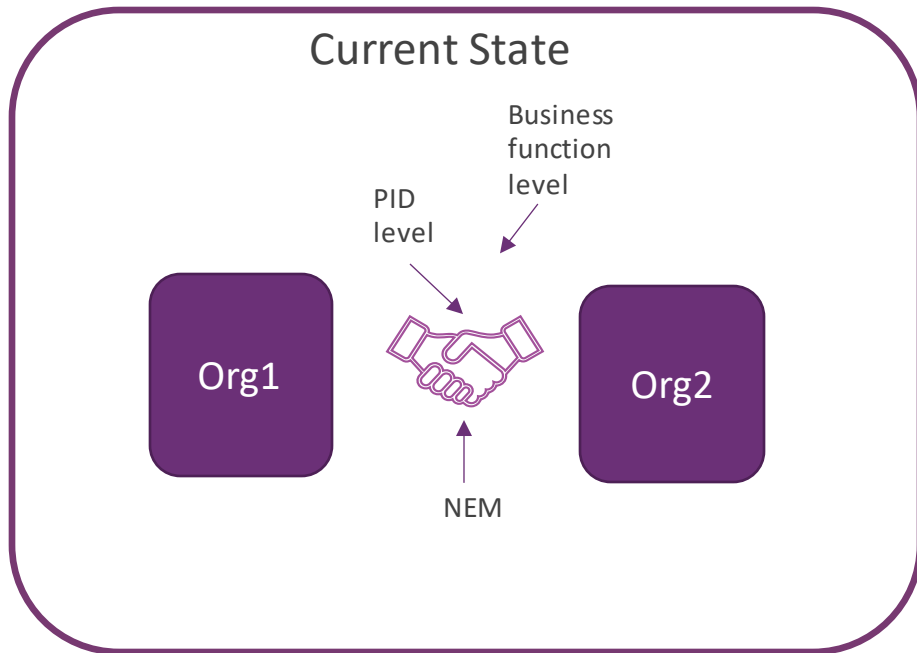 Current State
Business
function
level
PID
level
Org1
Org2
NEM